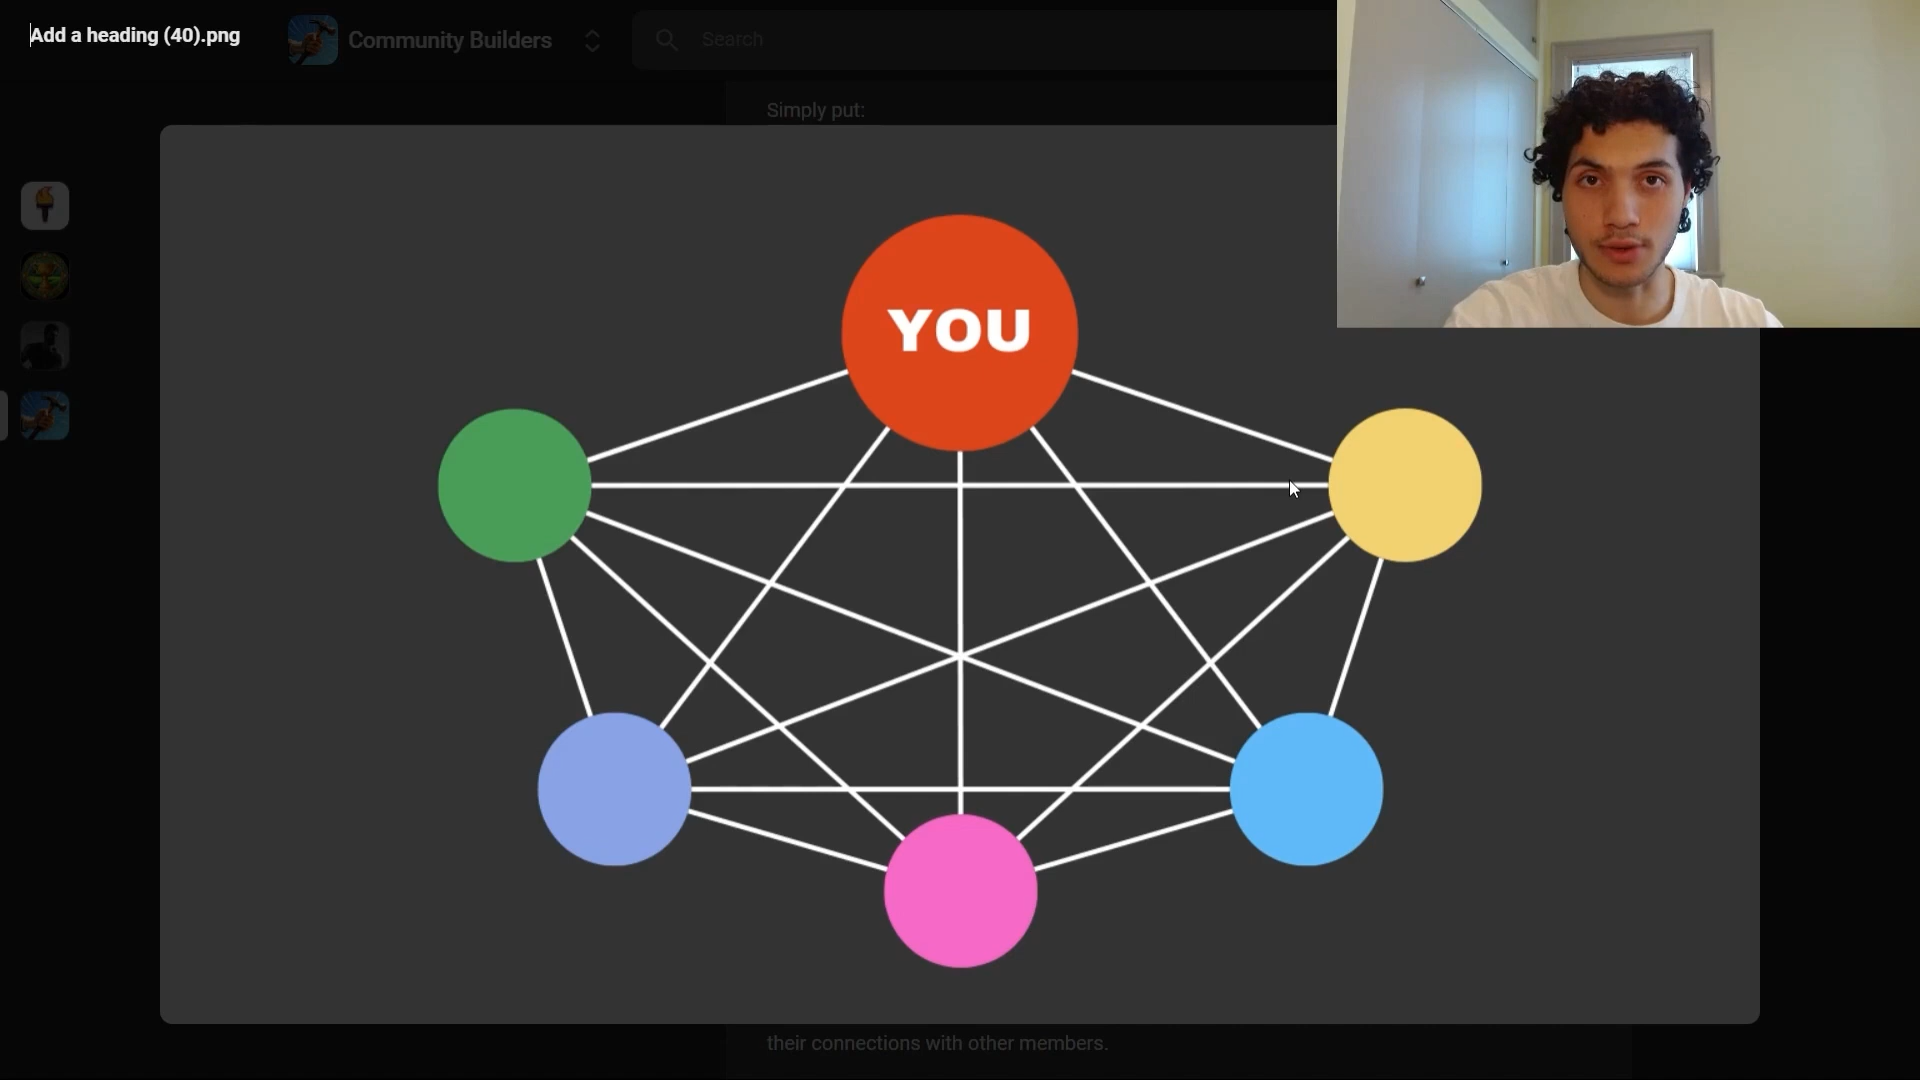 Add a heading (40).png
Community Builders
Search
Simply put:
YOU
their connections with other members.